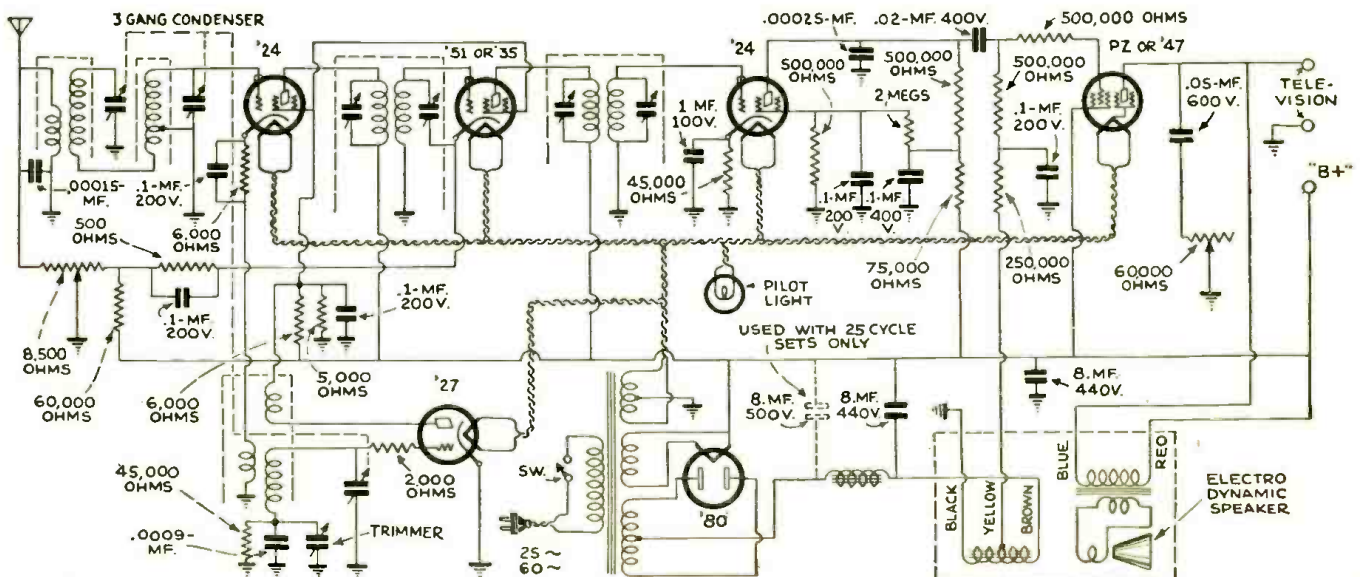 3 GANG CONDENSER
'24
'51 OR '35
'24
.00025-MF.
.02-MF. 400V.
500,000
OHMS
PZ OR '47
500,000
OHMS
500,000
OHMS
500,000
OHMS
2 MEGS
1 MF.
100V.
.1-MF.
200V.
.05-MF.
600 V.
TELE-
VISION
"B+"
.00015-
MF.
.1-MF.-
200V.
6,000
OHMS
500
OHMS
45,000
OHMS
.1-MF.
200
V.
.1-MF.
400
V.
75,000
OHMS
250,000
OHMS
60,000
OHMS
PILOT
LIGHT
.1-MF.
200V.
.1-MF.
200V.
8,500
OHMS
60,000
OHMS
6,000
OHMS
5,000
OHMS
'27
USED WITH 25 CYCLE
SETS ONLY
8.MF.
500V.
8.MF.
440V.
8.MF.
440V.
45,000
OHMS
.0009-
MF.
TRIMMER
2,000
OHMS
SW.
25~
60~
'80
BLACK
YELLOW
BROWN
BLUE
RED
ELECTRO
DYNAMIC
SPEAKER